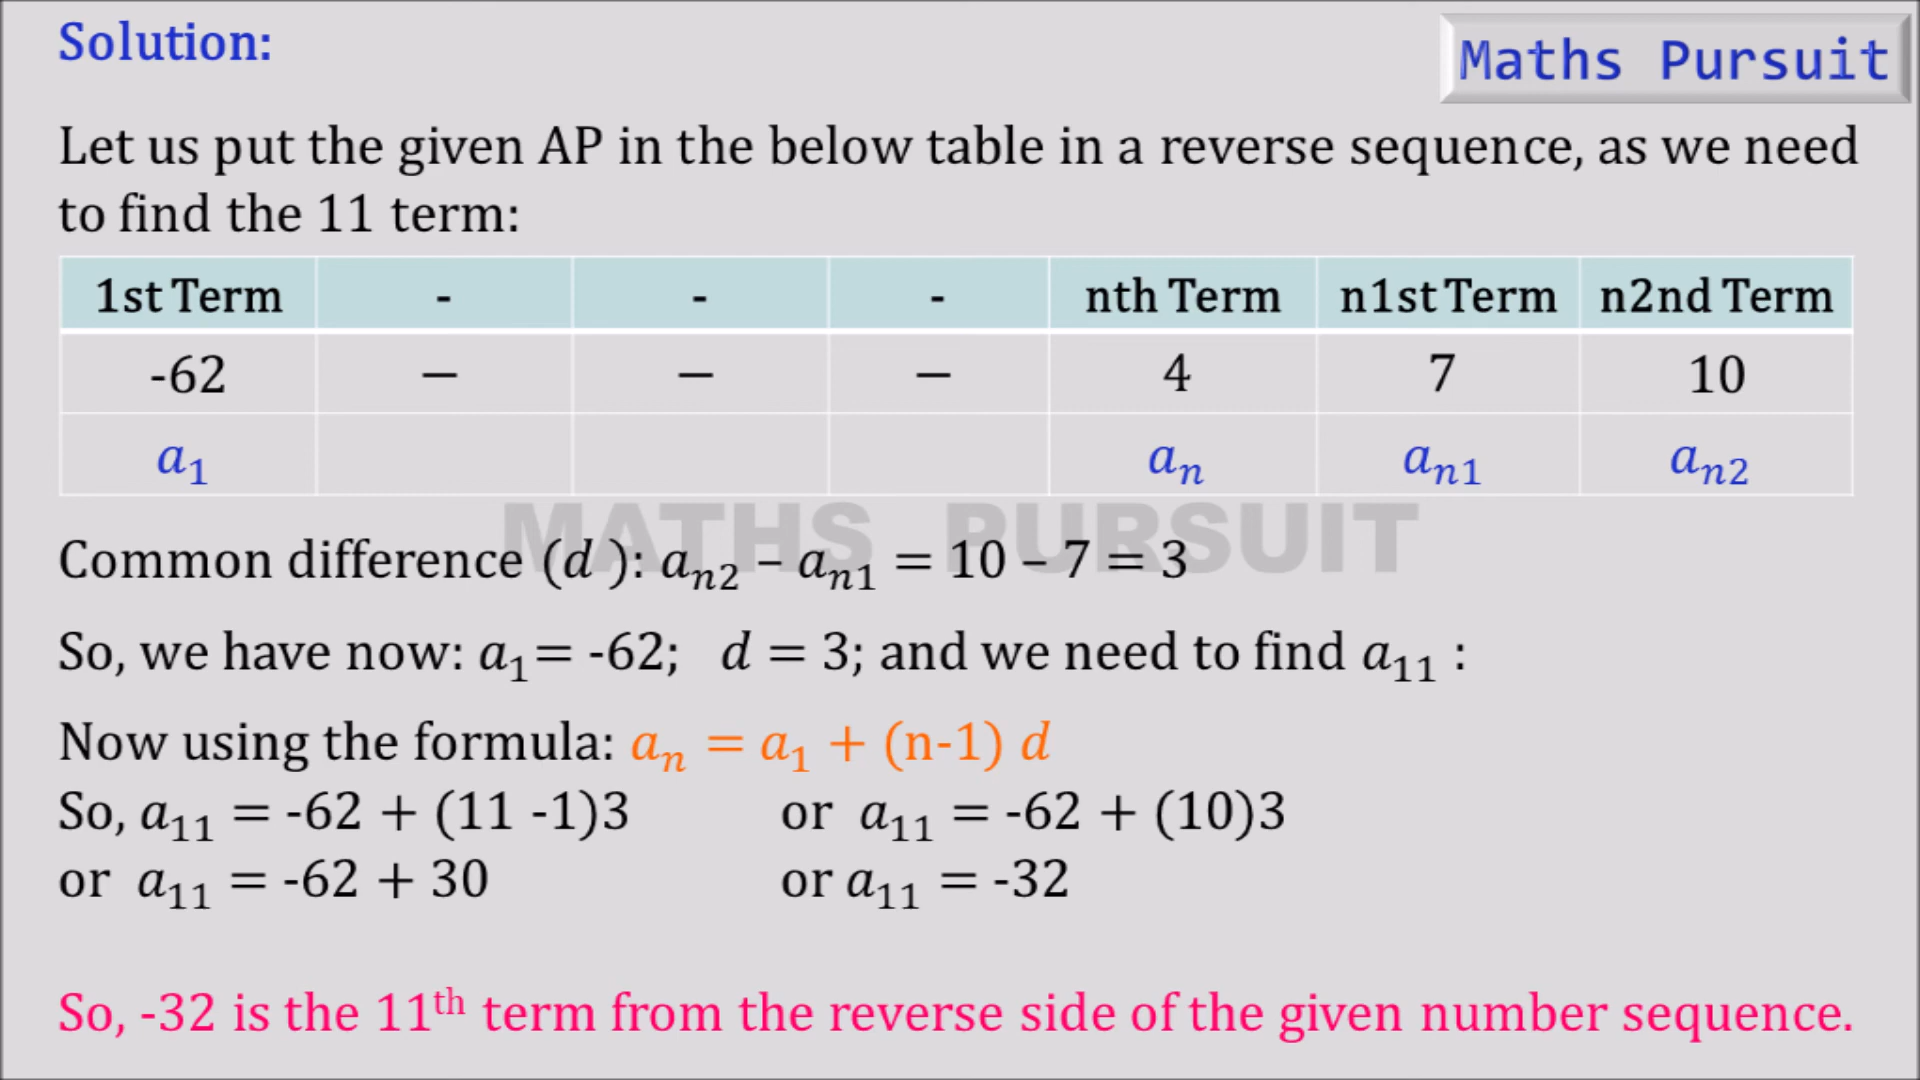 Solution:
Maths Pursuit
Let us put the given AP in the below table in a reverse sequence, as we need
to find the 11 term:
1st Term - - - nth Term n1st Term n2nd Term
-62 – – – 4 7 10
a₁ aₙ aₙ₁ aₙ₂
MATHS PURSUIT
Common difference (d ): aₙ₂ – aₙ₁ = 10 – 7 = 3
So, we have now: a₁= -62; d = 3; and we need to find a₁₁ :
Now using the formula: aₙ = a₁ + (n-1) d
So, a₁₁ = -62 + (11 -1)3 or a₁₁ = -62 + (10)3
or a₁₁ = -62 + 30 or a₁₁ = -32
So, -32 is the 11ᵗʰ term from the reverse side of the given number sequence.